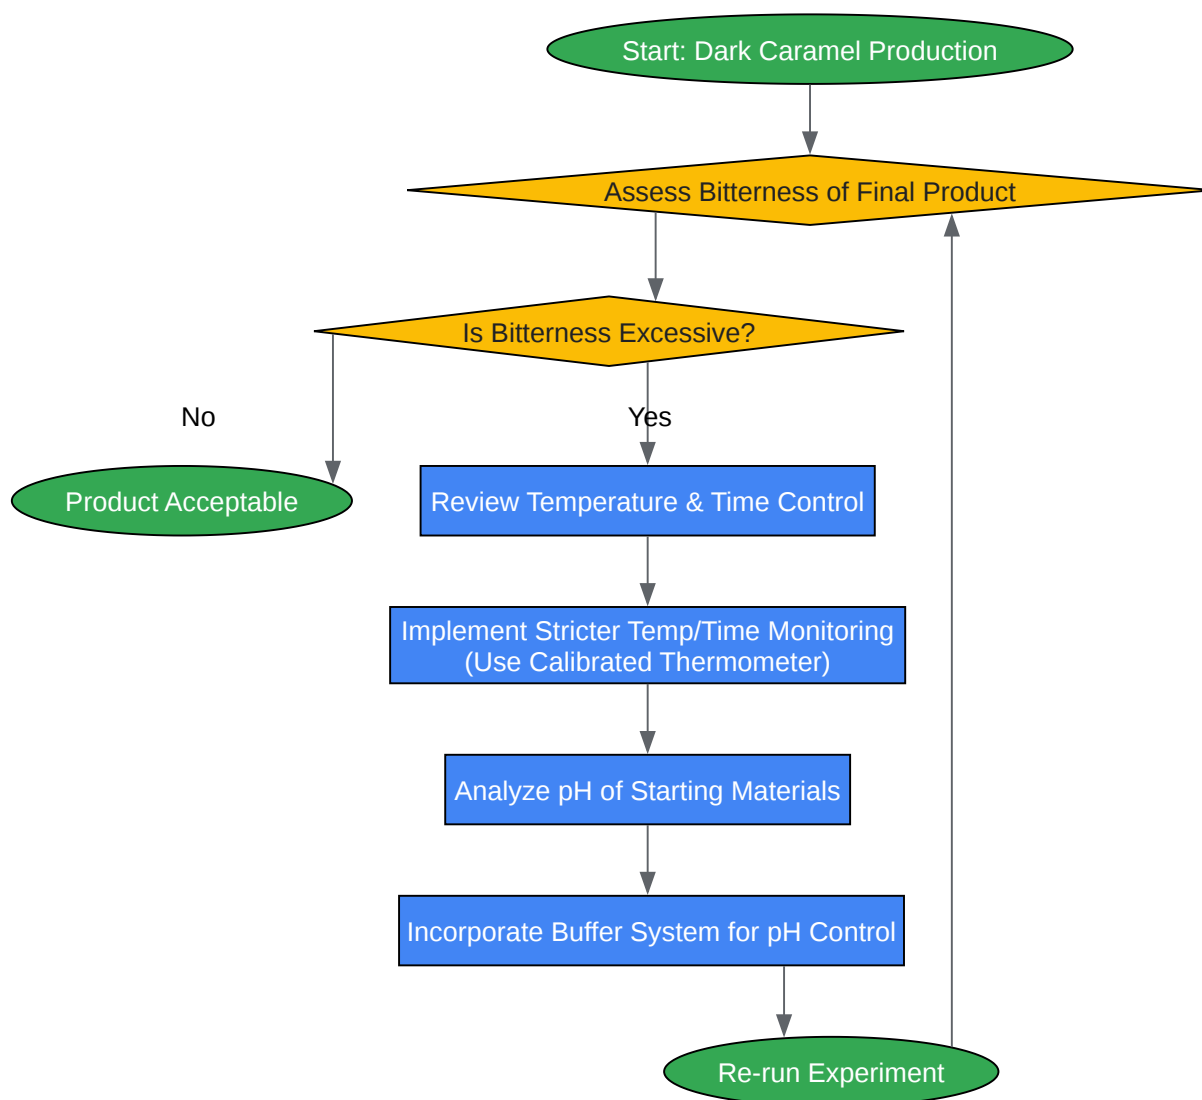 Start: Dark Caramel Production
Assess Bitterness of Final Product
Is Bitterness Excessive?
No
Yes
Product Acceptable
Review Temperature & Time Control
Implement Stricter Temp/Time Monitoring
(Use Calibrated Thermometer)
Analyze pH of Starting Materials
Incorporate Buffer System for pH Control
Re-run Experiment